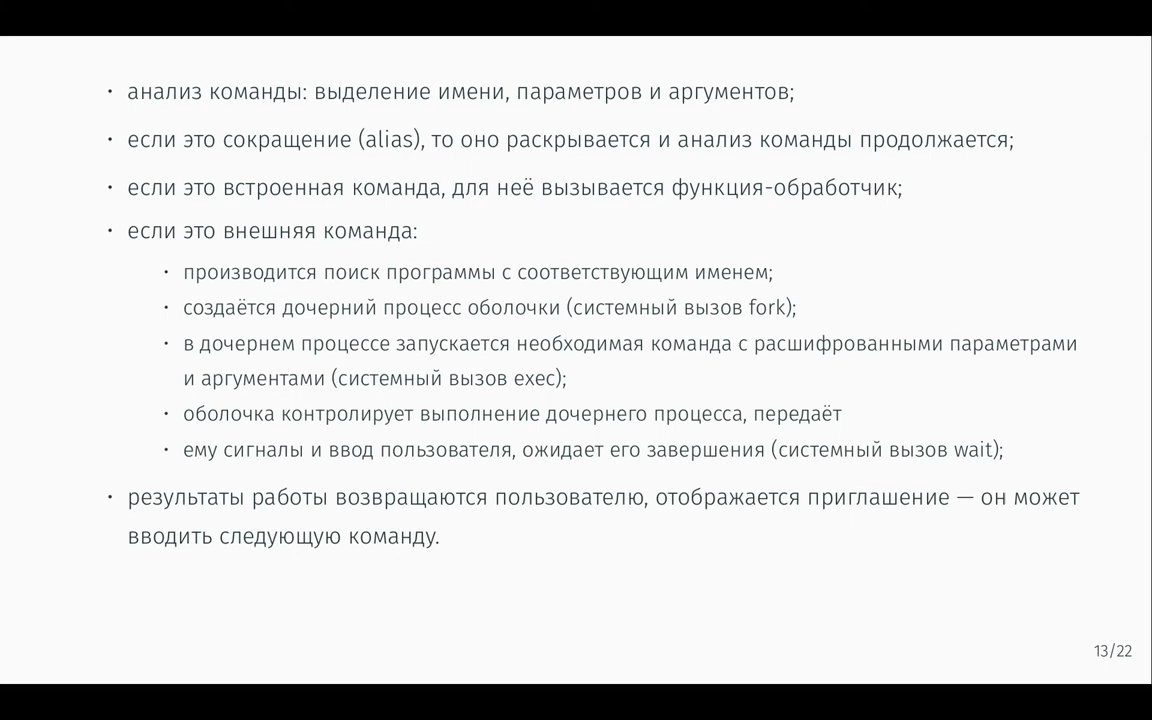 • анализ команды: выделение имени, параметров и аргументов;
• если это сокращение (alias), то оно раскрывается и анализ команды продолжается;
• если это встроенная команда, для неё вызывается функция-обработчик;
• если это внешняя команда:
• производится поиск программы с соответствующим именем;
• создаётся дочерний процесс оболочки (системный вызов fork);
• в дочернем процессе запускается необходимая команда с расшифрованными параметрами
и аргументами (системный вызов exec);
• оболочка контролирует выполнение дочернего процесса, передаёт
• ему сигналы и ввод пользователя, ожидает его завершения (системный вызов wait);
• результаты работы возвращаются пользователю, отображается приглашение — он может
вводить следующую команду.
13/22